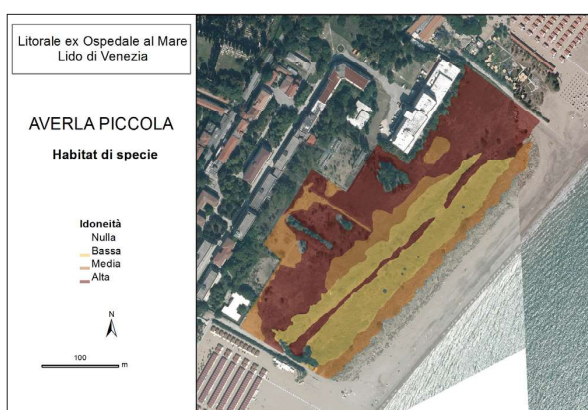 Litorale ex Ospedale al Mare
Lido di Venezia
AVERLA PICCOLA
Habitat di specie
Idoneità
Nulla
Bassa
Media
Alta
N
100
m